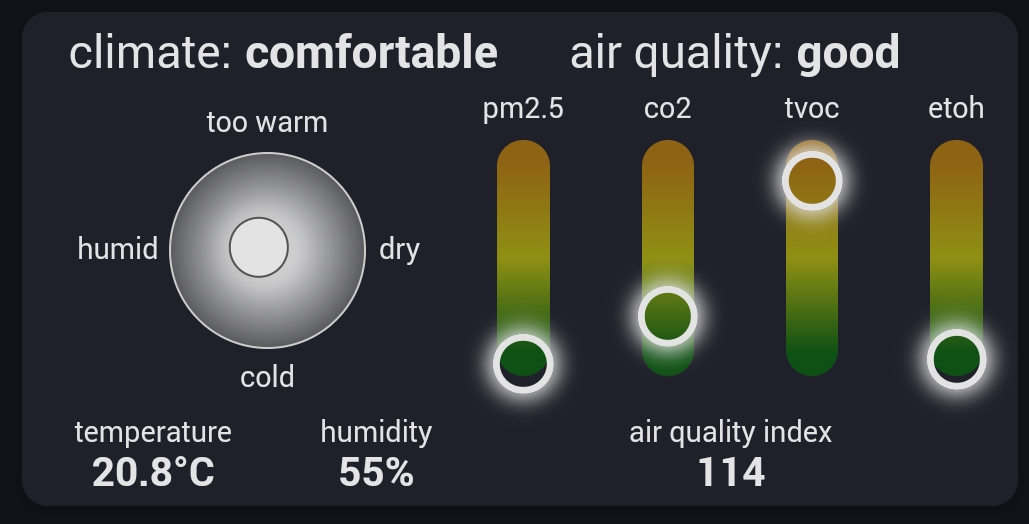 climate: comfortable
air quality: good
pm2.5
co2
tvoc
etoh
too warm
humid
dry
cold
temperature
20.8°C
humidity
55%
air quality index
114